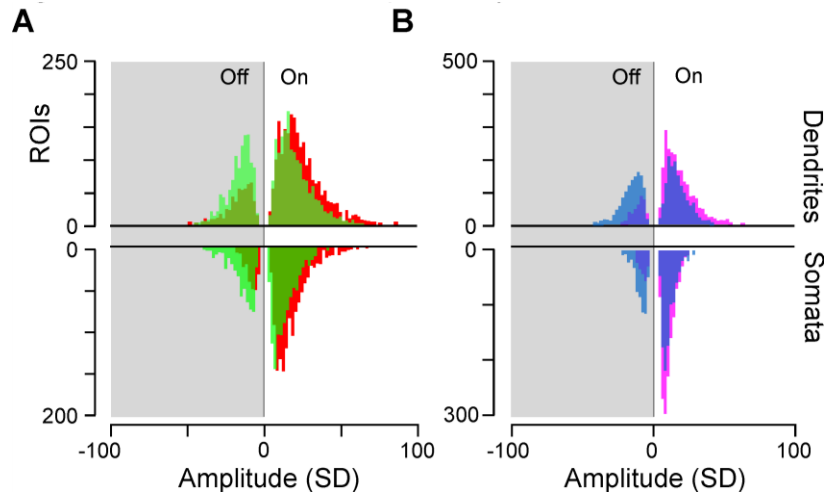 A
B
250
500
Off
On
Off
On
ROIs
Dendrites
0
0
0
0
Somata
200
300
-100
0
100
-100
0
100
Amplitude (SD)
Amplitude (SD)